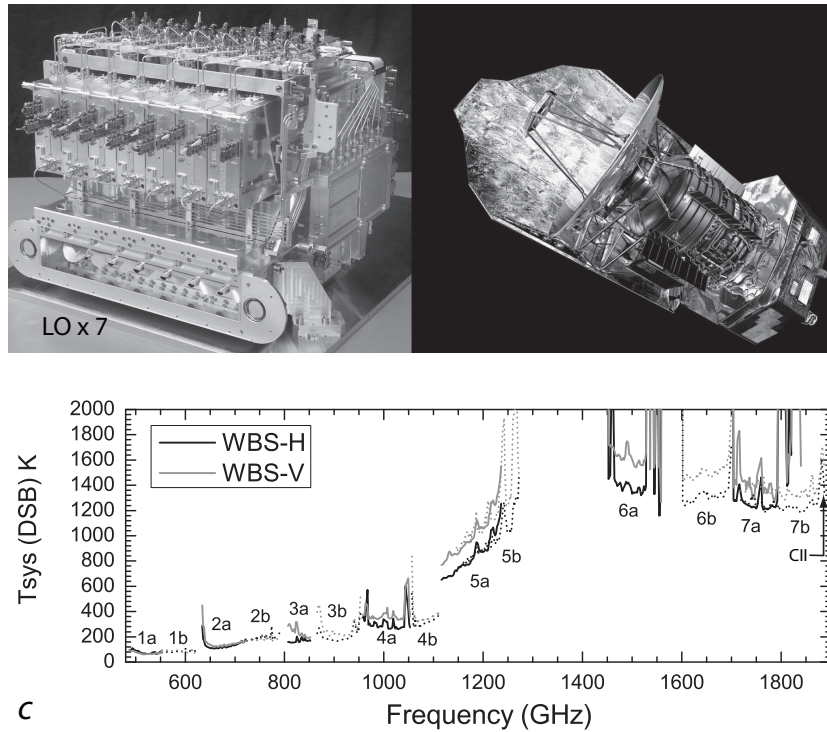 LO x 7
2000
1800
1600
1400
1200
1000
800
600
400
200
0
Tsys (DSB) K
WBS-H
WBS-V
1a
1b
2a
2b
3a
3b
4a
4b
5a
5b
6a
6b
7a
7b
CII
600
800
1000
1200
1400
1600
1800
Frequency (GHz)
C